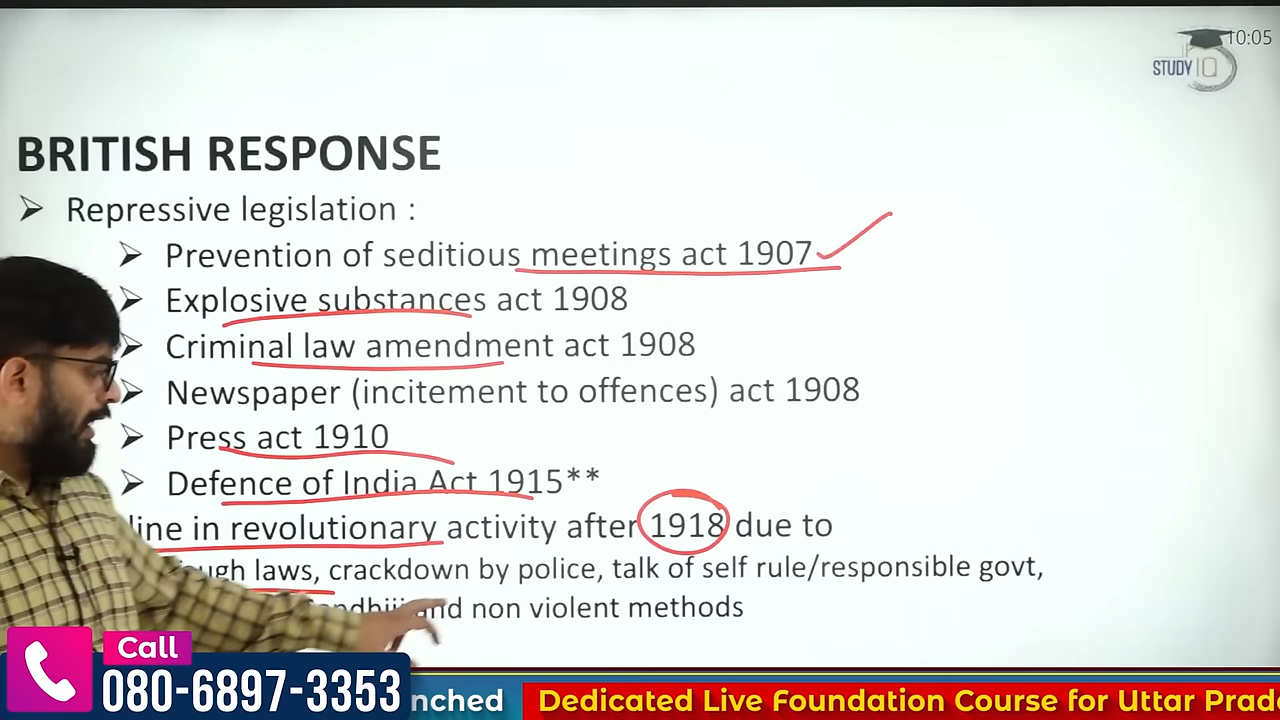 10:05
STUDY IQ
BRITISH RESPONSE
➤ Repressive legislation :
➤ Prevention of seditious meetings act 1907
➤ Explosive substances act 1908
➤ Criminal law amendment act 1908
➤ Newspaper (incitement to offences) act 1908
➤ Press act 1910
➤ Defence of India Act 1915**
line in revolutionary activity after 1918 due to
laws, crackdown by police, talk of self rule/responsible govt,
and non violent methods
Call
080-6897-3353
nched
Dedicated Live Foundation Course for Uttar Prad